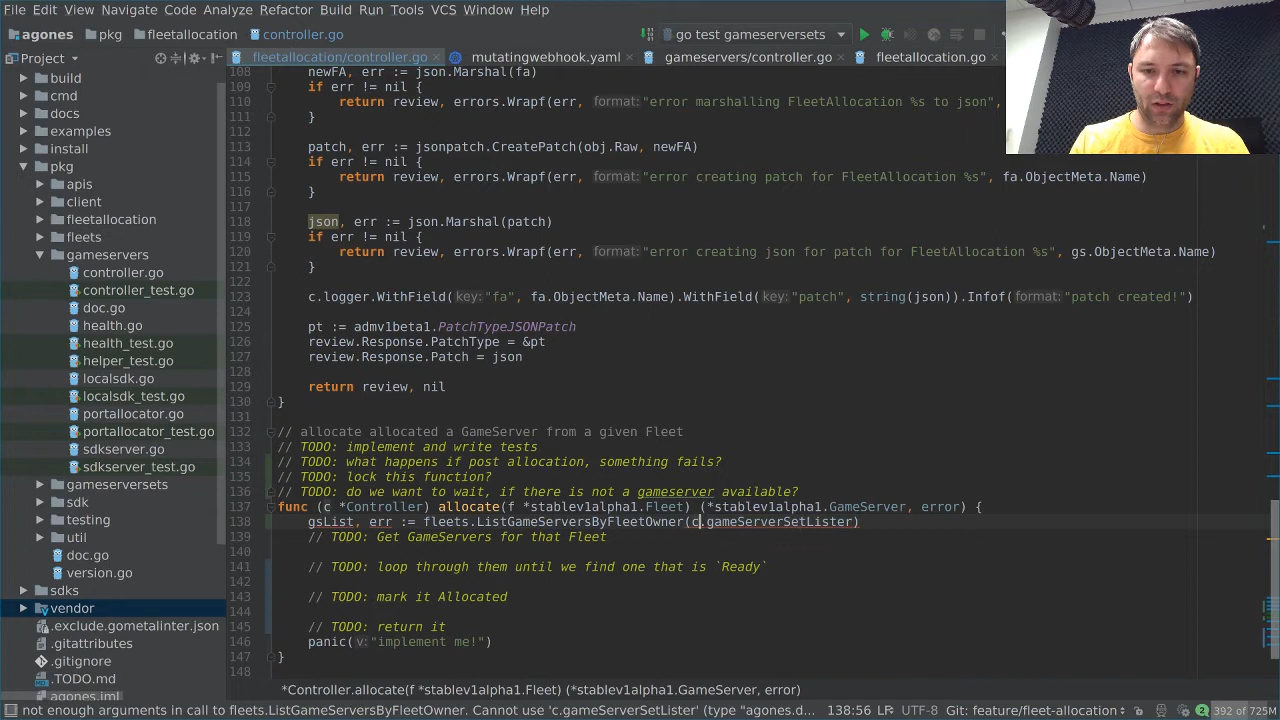 File Edit View Navigate Code Analyze Refactor Build Run Tools VCS Window Help
agones pkg fleetallocation controller.go go test gameserversets
Project fleetallocation/controller.go mutatingwebhook.yaml gameservers/controller.go fleetallocation.go
build
cmd
docs
examples
install
pkg
apis
client
fleetallocation
fleets
gameservers
controller.go
controller_test.go
doc.go
health.go
health_test.go
helper_test.go
localsdk.go
localsdk_test.go
portallocator.go
portallocator_test.go
sdkserver.go
sdkserver_test.go
gameserversets
sdk
testing
util
doc.go
version.go
sdks
vendor
.exclude.gometalinter.json
.gitattributes
.gitignore
.TODO.md
agones.iml
108 newFA, err := json.Marshal(fa)
109 if err != nil {
110 return review, errors.Wrapf(err, format: "error marshalling FleetAllocation %s to json",
111 }
112
113 patch, err := jsonpatch.CreatePatch(obj.Raw, newFA)
114 if err != nil {
115 return review, errors.Wrapf(err, format: "error creating patch for FleetAllocation %s", fa.ObjectMeta.Name)
116 }
117
118 json, err := json.Marshal(patch)
119 if err != nil {
120 return review, errors.Wrapf(err, format: "error creating json for patch for FleetAllocation %s", gs.ObjectMeta.Name)
121 }
122
123 c.logger.WithField(key: "fa", fa.ObjectMeta.Name).WithField(key: "patch", string(json)).Infof(format: "patch created!")
124
125 pt := admv1beta1.PatchTypeJSONPatch
126 review.Response.PatchType = &pt
127 review.Response.Patch = json
128
129 return review, nil
130 }
131
132 // allocate allocated a GameServer from a given Fleet
133 // TODO: implement and write tests
134 // TODO: what happens if post allocation, something fails?
135 // TODO: lock this function?
136 // TODO: do we want to wait, if there is not a gameserver available?
137 func (c *Controller) allocate(f *stablev1alpha1.Fleet) (*stablev1alpha1.GameServer, error) {
138 gsList, err := fleets.ListGameServersByFleetOwner(c.gameServerSetLister)
139 // TODO: Get GameServers for that Fleet
140
141 // TODO: loop through them until we find one that is `Ready`
142
143 // TODO: mark it Allocated
144
145 // TODO: return it
146 panic(v: "implement me!")
147 }
148
*Controller.allocate(f *stablev1alpha1.Fleet) (*stablev1alpha1.GameServer, error)
not enough arguments in call to fleets.ListGameServersByFleetOwner. Cannot use 'c.gameServerSetLister' (type "agones.d... 138:56 LF UTF-8 Git: feature/fleet-allocation 2 392 of 725M